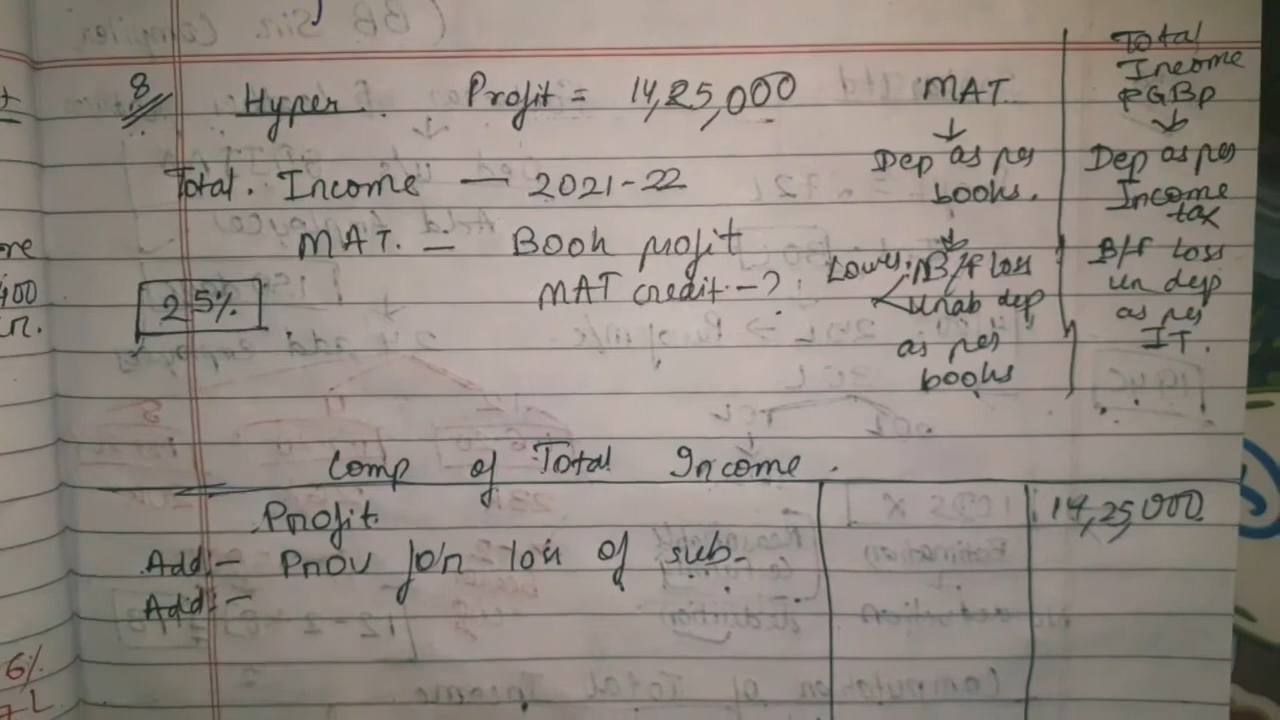 8 Hyper. Profit = 14,25,000
Total. Income — 2021-22
MAT. – Book profit
MAT credit -?
25%
MAT.
↓
Dep as per
books.
↓
Lower: B/f loss
unab dep
as per
books
Total
Income
PGBP
↓
Dep as per
Income
tax
B/f loss
un dep
as per
IT.
Comp of Total Income.
Profit 14,25,000
Add:- Prov for loss of sub-
Add:-
400
6%